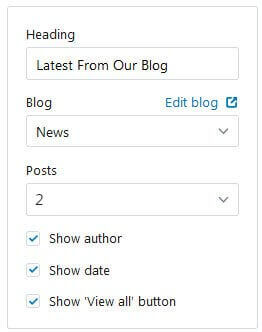 Heading
Latest From Our Blog
Blog Edit blog
News
Posts
2
Show author
Show date
Show 'View all' button